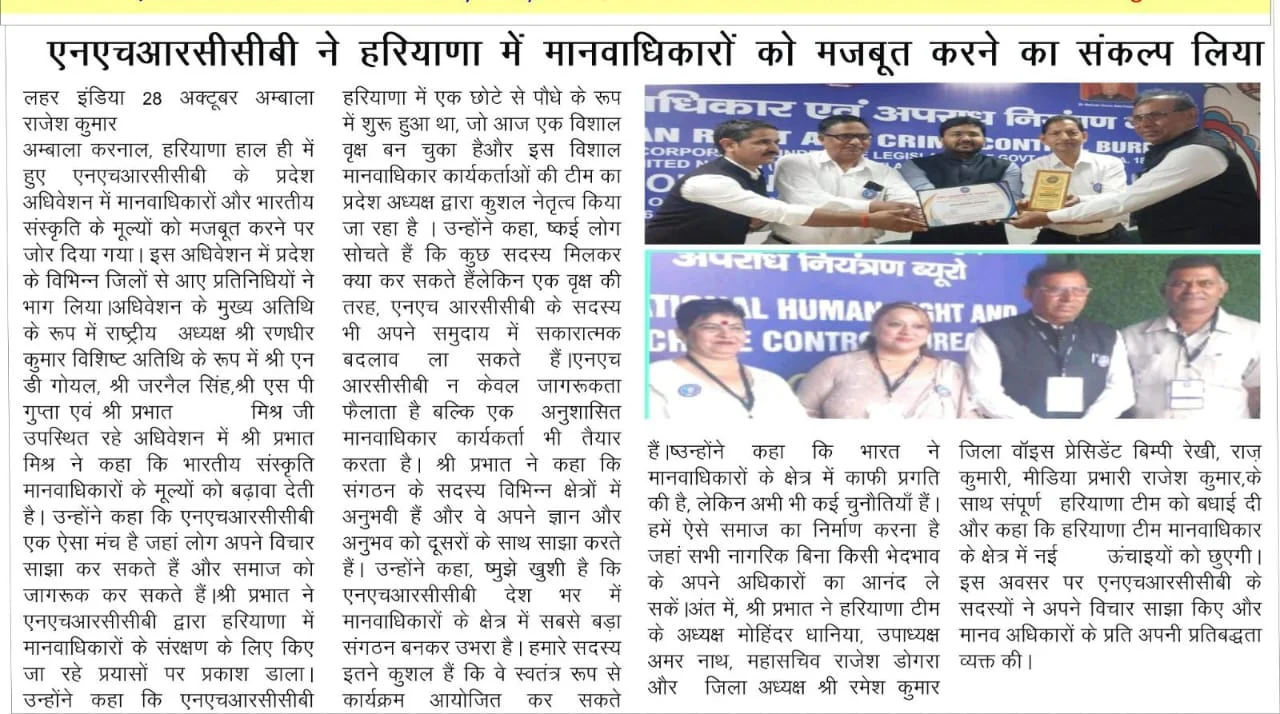 एनएचआरसीसीबी ने हरियाणा में मानवाधिकारों को मजबूत करने का संकल्प लिया
लहर इंडिया 28 अक्टूबर अम्बाला
राजेश कुमार
अम्बाला करनाल, हरियाणा हाल ही में
हुए एनएचआरसीसीबी के प्रदेश
अधिवेशन में मानवाधिकारों और भारतीय
संस्कृति के मूल्यों को मजबूत करने पर
जोर दिया गया। इस अधिवेशन में प्रदेश
के विभिन्न जिलों से आए प्रतिनिधियों ने
भाग लिया।अधिवेशन के मुख्य अतिथि
के रूप में राष्ट्रीय अध्यक्ष श्री रणधीर
कुमार विशिष्ट अतिथि के रूप में श्री एन
डी गोयल, श्री जरनैल सिंह,श्री एस पी
गुप्ता एवं श्री प्रभात मिश्र जी
उपस्थित रहे अधिवेशन में श्री प्रभात
मिश्र ने कहा कि भारतीय संस्कृति
मानवाधिकारों के मूल्यों को बढ़ावा देती
है। उन्होंने कहा कि एनएचआरसीसीबी
एक ऐसा मंच है जहां लोग अपने विचार
साझा कर सकते हैं और समाज को
जागरूक कर सकते हैं।श्री प्रभात ने
एनएचआरसीसीबी द्वारा हरियाणा में
मानवाधिकारों के संरक्षण के लिए किए
जा रहे प्रयासों पर प्रकाश डाला।
उन्होंने कहा कि एनएचआरसीसीबी
हरियाणा में एक छोटे से पौधे के रूप
में शुरू हुआ था, जो आज एक विशाल
वृक्ष बन चुका हैऔर इस विशाल
मानवाधिकार कार्यकर्ताओं की टीम का
प्रदेश अध्यक्ष द्वारा कुशल नेतृत्व किया
जा रहा है । उन्होंने कहा, ष्कई लोग
सोचते हैं कि कुछ सदस्य मिलकर
क्या कर सकते हैंलेकिन एक वृक्ष की
तरह, एनएच आरसीसीबी के सदस्य
भी अपने समुदाय में सकारात्मक
बदलाव ला सकते हैं।एनएच
आरसीसीबी न केवल जागरूकता
फैलाता है बल्कि एक अनुशासित
मानवाधिकार कार्यकर्ता भी तैयार
करता है। श्री प्रभात ने कहा कि
संगठन के सदस्य विभिन्न क्षेत्रों में
अनुभवी हैं और वे अपने ज्ञान और
अनुभव को दूसरों के साथ साझा करते
हैं। उन्होंने कहा, ष्मुझे खुशी है कि
एनएचआरसीसीबी देश भर में
मानवाधिकारों के क्षेत्र में सबसे बड़ा
संगठन बनकर उभरा है। हमारे सदस्य
इतने कुशल हैं कि वे स्वतंत्र रूप से
कार्यक्रम आयोजित कर सकते
धिकार एवं अपराध नियंत्रण
AN RIGHT AND CRIME CONTROL BUR
अपराध नियंत्रण ब्यूरो
ATIONAL HUMAN RIGHT AND
CRIME CONTROL BUREA
हैं।ष्उन्होंने कहा कि भारत ने
मानवाधिकारों के क्षेत्र में काफी प्रगति
की है, लेकिन अभी भी कई चुनौतियाँ हैं।
हमें ऐसे समाज का निर्माण करना है
जहां सभी नागरिक बिना किसी भेदभाव
के अपने अधिकारों का आनंद ले
सकें।अंत में, श्री प्रभात ने हरियाणा टीम
के अध्यक्ष मोहिंदर धानिया, उपाध्यक्ष
अमर नाथ, महासचिव राजेश डोगरा
और जिला अध्यक्ष श्री रमेश कुमार
जिला वॉइस प्रेसिडेंट बिम्पी रेखी, राज़
कुमारी, मीडिया प्रभारी राजेश कुमार,के
साथ संपूर्ण हरियाणा टीम को बधाई दी
और कहा कि हरियाणा टीम मानवाधिकार
के क्षेत्र में नई ऊंचाइयों को छुएगी।
इस अवसर पर एनएचआरसीसीबी के
सदस्यों ने अपने विचार साझा किए और
मानव अधिकारों के प्रति अपनी प्रतिबद्धता
व्यक्त की।